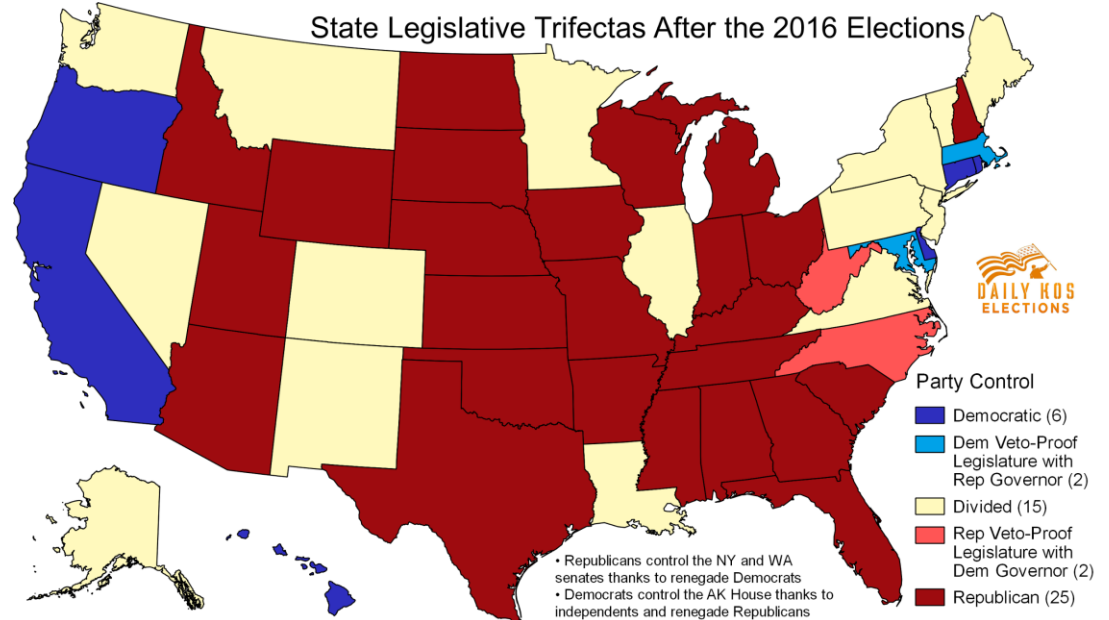 State Legislative Trifectas After the 2016 Elections
DAILY KOS
ELECTIONS
Party Control
Democratic (6)
Dem Veto-Proof
Legislature with
Rep Governor (2)
Divided (15)
Rep Veto-Proof
Legislature with
Dem Governor (2)
Republican (25)
• Republicans control the NY and WA
senates thanks to renegade Democrats
• Democrats control the AK House thanks to
independents and renegade Republicans